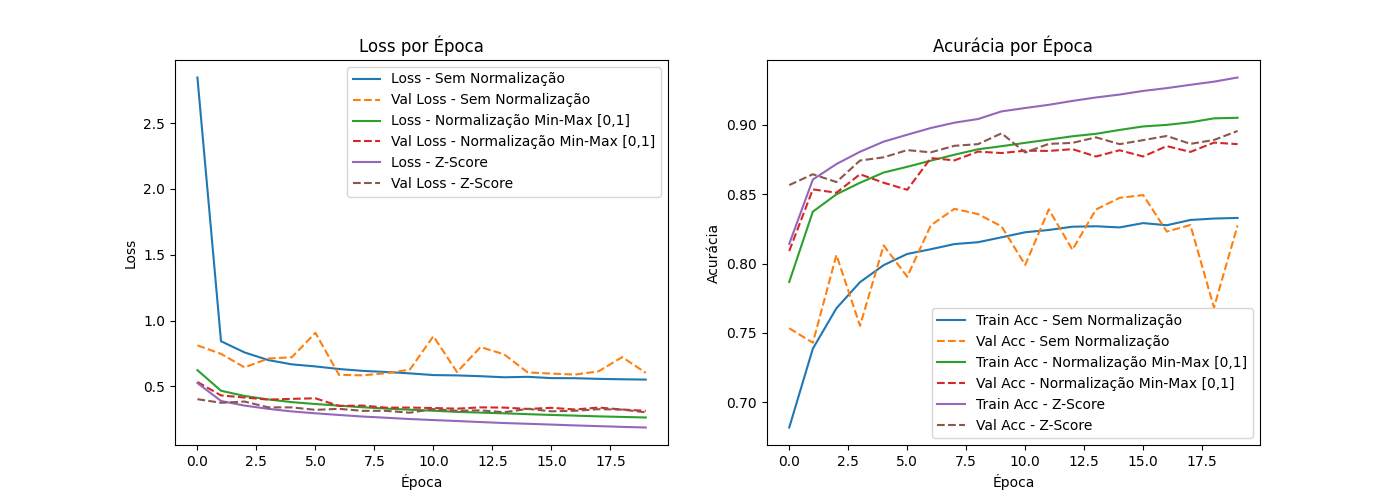 Loss por Época
Loss
2.5
2.0
1.5
1.0
0.5
Loss - Sem Normalização
Val Loss - Sem Normalização
Loss - Normalização Min-Max [0,1]
Val Loss - Normalização Min-Max [0,1]
Loss - Z-Score
Val Loss - Z-Score
0.0 2.5 5.0 7.5 10.0 12.5 15.0 17.5
Época
Acurácia por Época
Acurácia
0.90
0.85
0.80
0.75
0.70
Train Acc - Sem Normalização
Val Acc - Sem Normalização
Train Acc - Normalização Min-Max [0,1]
Val Acc - Normalização Min-Max [0,1]
Train Acc - Z-Score
Val Acc - Z-Score
0.0 2.5 5.0 7.5 10.0 12.5 15.0 17.5
Época